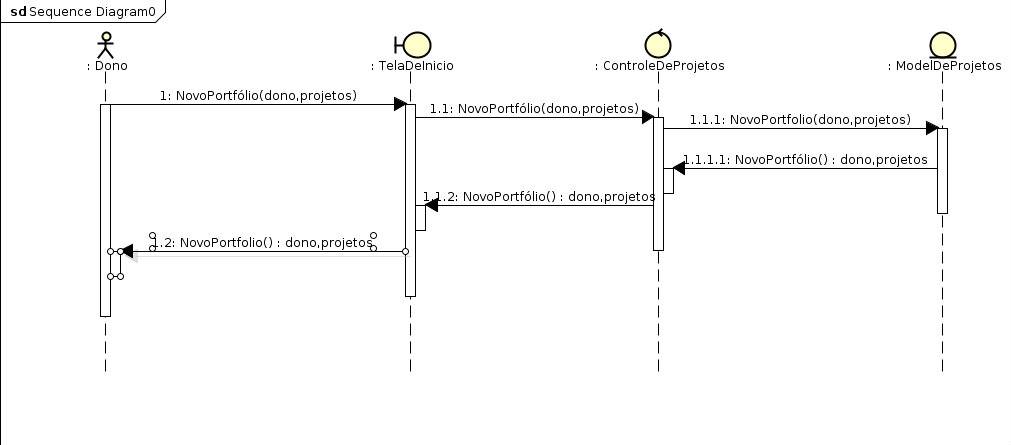 sd Sequence Diagram0
: Dono
: TelaDeInicio
: ControleDeProjetos
: ModelDeProjetos
1: NovoPortfólio(dono,projetos)
1.1: NovoPortfólio(dono,projetos)
1.1.1: NovoPortfolio(dono,projetos)
1.1.1.1: NovoPortfólio() : dono,projetos
1.1.2: NovoPortfólio() : dono,projetos
1.2: NovoPortfolio() : dono,projetos